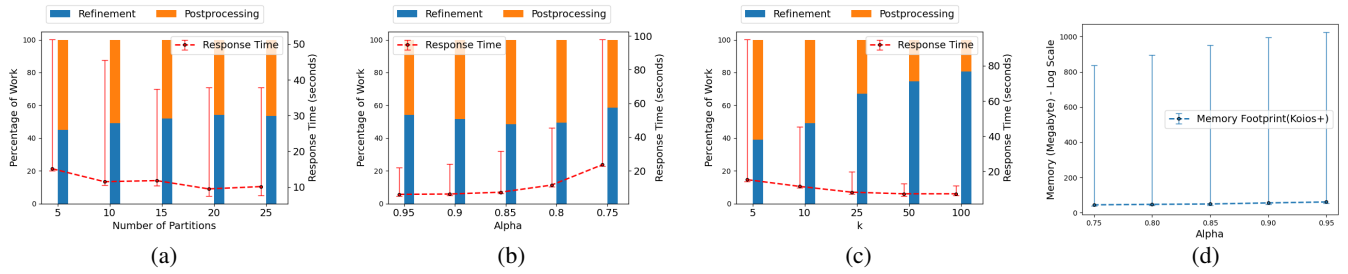 Refinement Postprocessing
Response Time
Percentage of Work
100
80
60
40
20
0
5 10 15 20 25
Number of Partitions
50
40
30
20
10
Response Time (seconds)
(a)
Refinement Postprocessing
Response Time
Percentage of Work
100
80
60
40
20
0
0.95 0.9 0.85 0.8 0.75
Alpha
100
80
60
40
20
Response Time (seconds)
(b)
Refinement Postprocessing
Response Time
Percentage of Work
100
80
60
40
20
0
5 10 25 50 100
k
80
60
40
20
Response Time (seconds)
(c)
Memory (Megabyte) - Log Scale
1000
800
600
400
200
0
Memory Footprint(Koios+)
0.75 0.80 0.85 0.90 0.95
Alpha
(d)